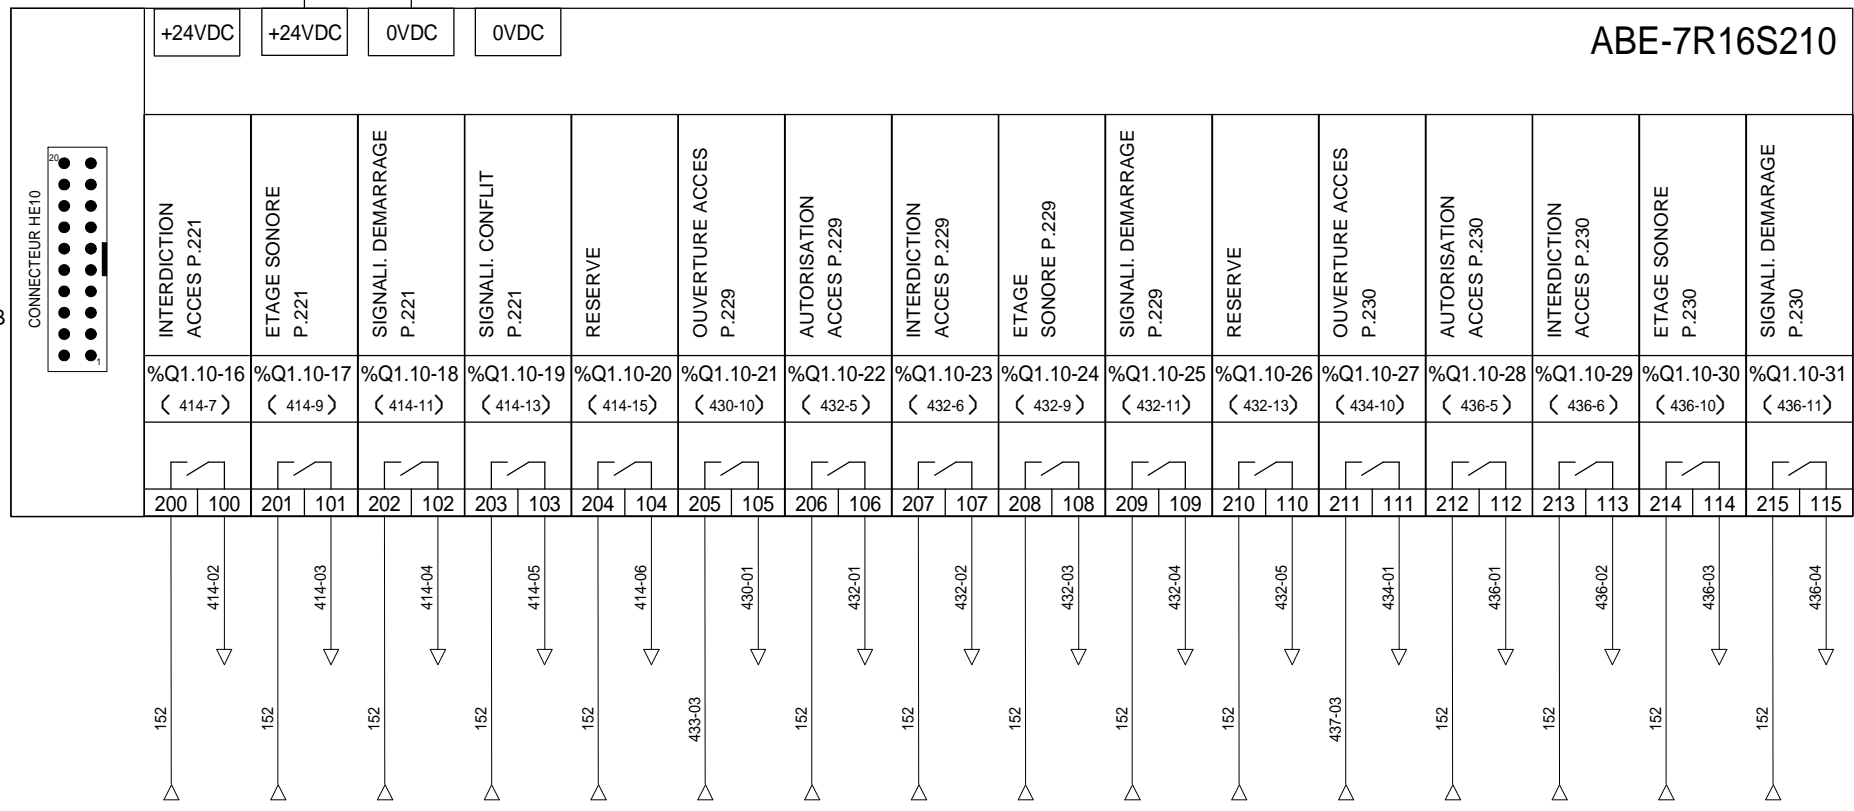 +24VDC +24VDC 0VDC 0VDC
ABE-7R16S210
CONNECTEUR HE10
20
1
INTERDICTION
ACCES P.221
ETAGE SONORE
P.221
SIGNALI. DEMARRAGE
P.221
SIGNALI. CONFLIT
P.221
RESERVE
OUVERTURE ACCES
P.229
AUTORISATION
ACCES P.229
INTERDICTION
ACCES P.229
ETAGE
SONORE P.229
SIGNALI. DEMARRAGE
P.229
RESERVE
OUVERTURE ACCES
P.230
AUTORISATION
ACCES P.230
INTERDICTION
ACCES P.230
ETAGE SONORE
P.230
SIGNALI. DEMARAGE
P.230
%Q1.10-16 %Q1.10-17 %Q1.10-18 %Q1.10-19 %Q1.10-20 %Q1.10-21 %Q1.10-22 %Q1.10-23 %Q1.10-24 %Q1.10-25 %Q1.10-26 %Q1.10-27 %Q1.10-28 %Q1.10-29 %Q1.10-30 %Q1.10-31
( 414-7 ) ( 414-9 ) ( 414-11 ) ( 414-13 ) ( 414-15 ) ( 430-10 ) ( 432-5 ) ( 432-6 ) ( 432-9 ) ( 432-11 ) ( 432-13 ) ( 434-10 ) ( 436-5 ) ( 436-6 ) ( 436-10 ) ( 436-11 )
200 100 201 101 202 102 203 103 204 104 205 105 206 106 207 107 208 108 209 109 210 110 211 111 212 112 213 113 214 114 215 115
414-02 414-03 414-04 414-05 414-06 430-01 432-01 432-02 432-03 432-04 432-05 434-01 436-01 436-02 436-03 436-04
152 152 152 152 152 433-03 152 152 152 152 152 437-03 152 152 152 152